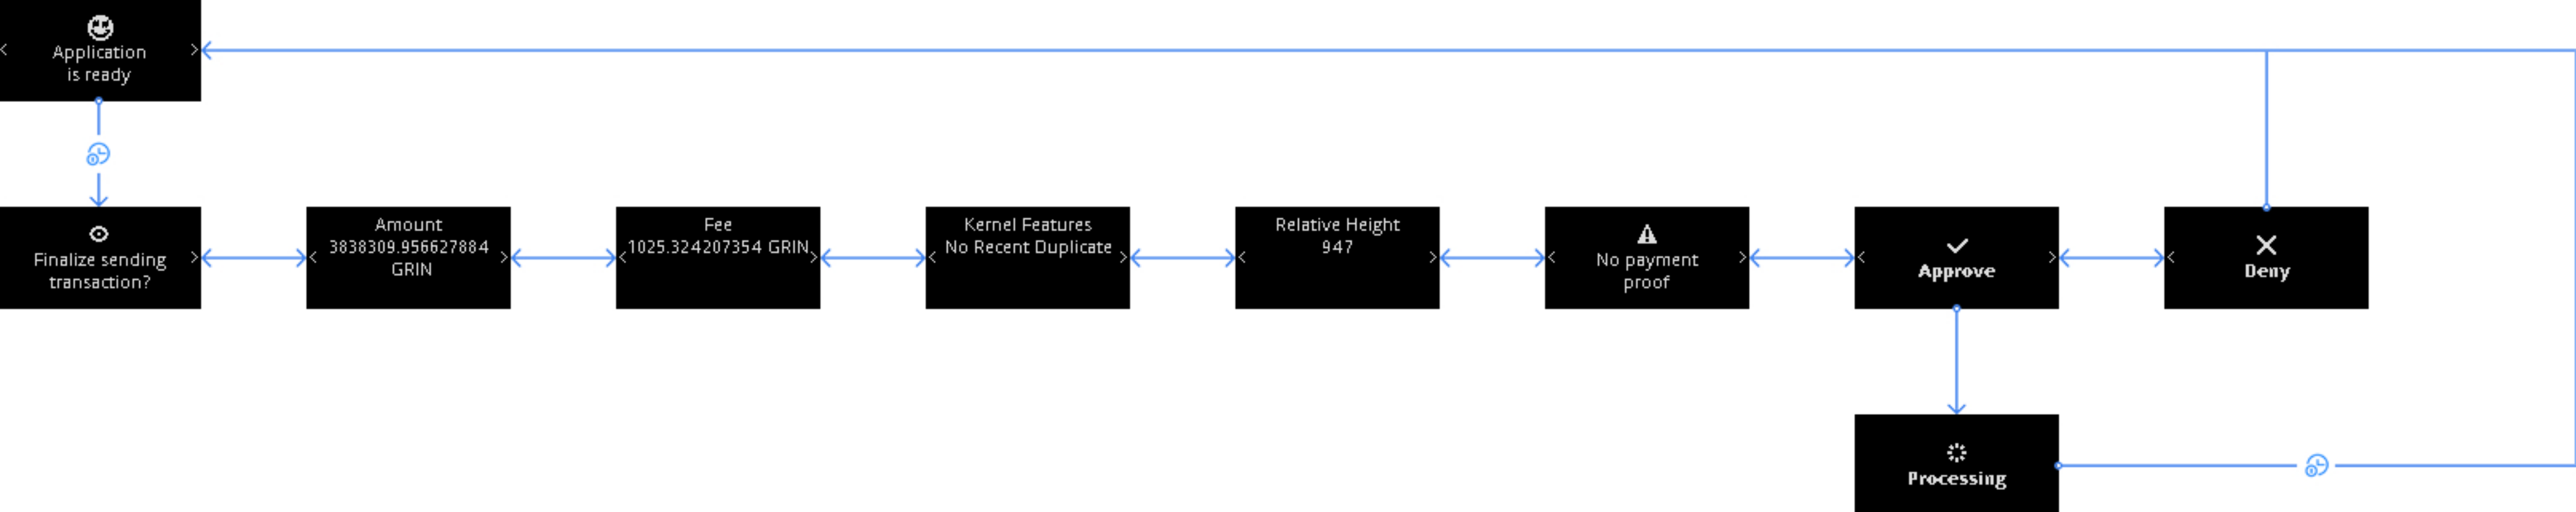 Application
is ready
Finalize sending
transaction?
Amount
3838309.956627884
GRIN
Fee
1025.324207354 GRIN
Kernel Features
No Recent Duplicate
Relative Height
947
No payment
proof
Approve
Deny
Processing